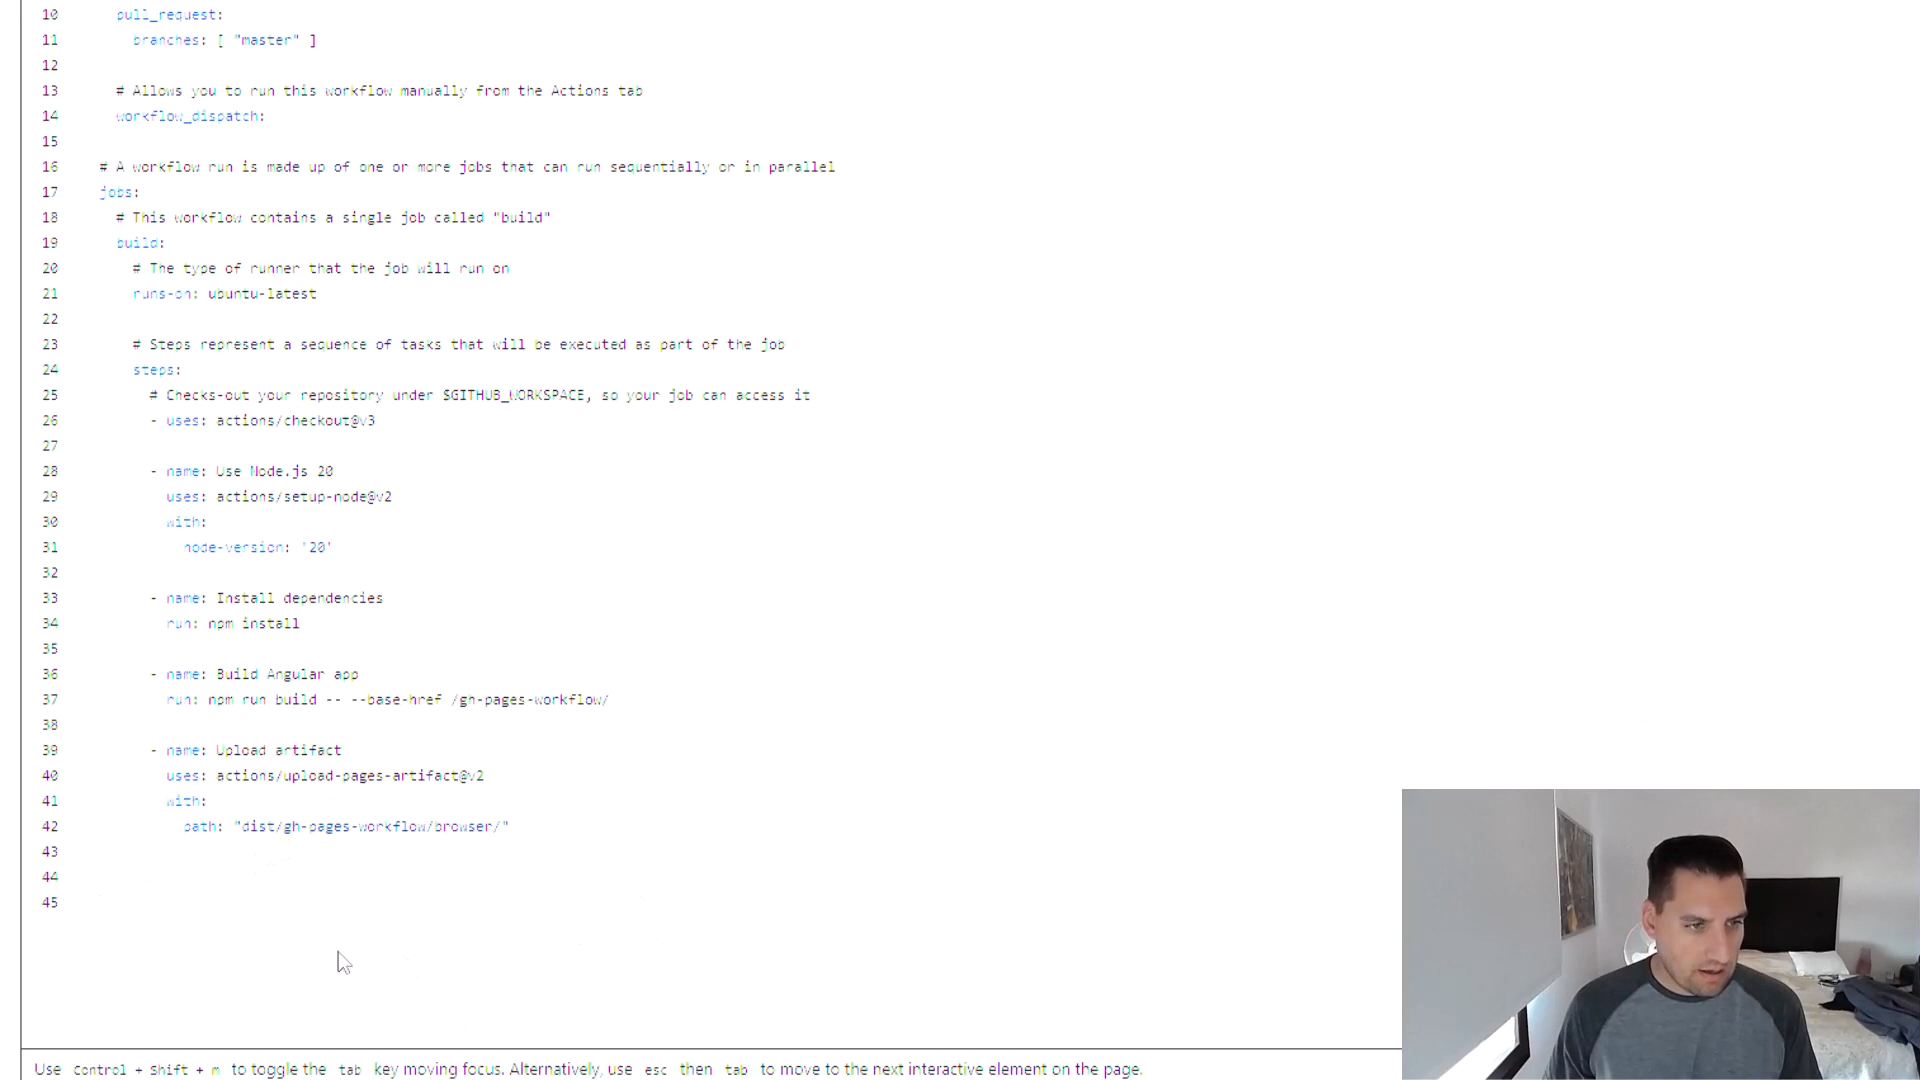 10 pull_request:
11 branches: [ "master" ]
12
13 # Allows you to run this workflow manually from the Actions tab
14 workflow_dispatch:
15
16 # A workflow run is made up of one or more jobs that can run sequentially or in parallel
17 jobs:
18 # This workflow contains a single job called "build"
19 build:
20 # The type of runner that the job will run on
21 runs-on: ubuntu-latest
22
23 # Steps represent a sequence of tasks that will be executed as part of the job
24 steps:
25 # Checks-out your repository under $GITHUB_WORKSPACE, so your job can access it
26 - uses: actions/checkout@v3
27
28 - name: Use Node.js 20
29 uses: actions/setup-node@v2
30 with:
31 node-version: '20'
32
33 - name: Install dependencies
34 run: npm install
35
36 - name: Build Angular app
37 run: npm run build -- --base-href /gh-pages-workflow/
38
39 - name: Upload artifact
40 uses: actions/upload-pages-artifact@v2
41 with:
42 path: "dist/gh-pages-workflow/browser/"
43
44
45
Use Control + Shift + m to toggle the tab key moving focus. Alternatively, use esc then tab to move to the next interactive element on the page.